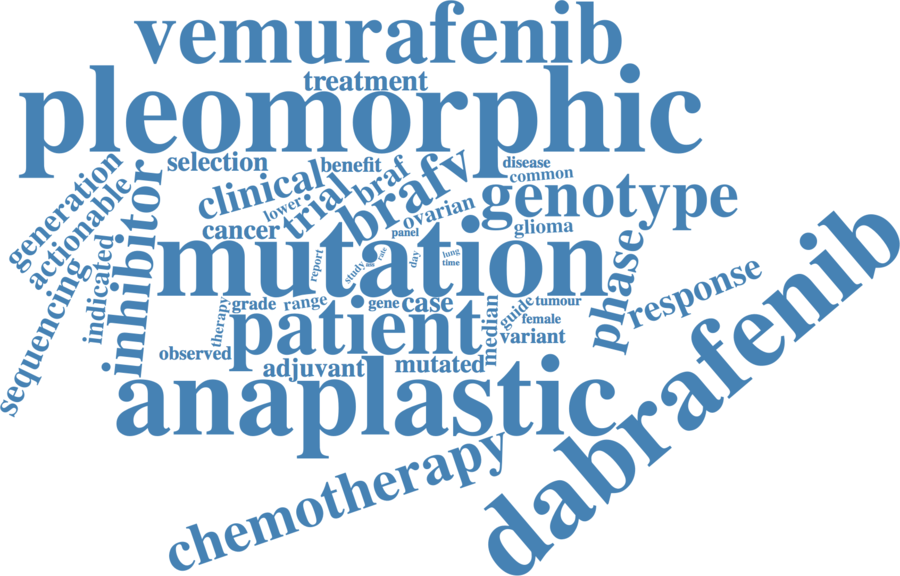 vemurafenib
treatment
pleomorphic
selection
benefit
disease
common
generation
actionable
inhibitor
clinical
lower
trial
braf
brafv
ovarian
panel
genotype
glioma
cancer
mutation
report
study
rate
day
lung
time
sequencing
indicated
therapy
grade
range
gene
case
median
guide
tumour
female
variant
phase
response
observed
patient
adjuvant
mutated
anaplastic
dabrafenib
chemotherapy